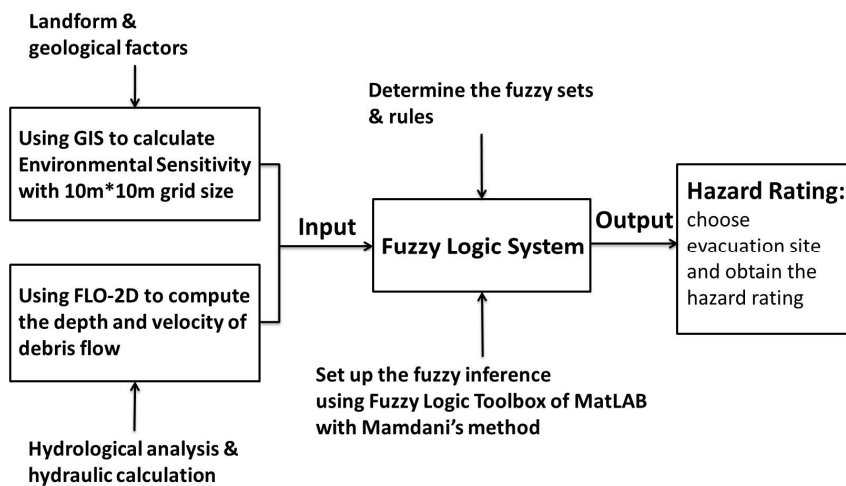 Landform &
geological factors
Using GIS to calculate
Environmental Sensitivity
with 10m*10m grid size
Using FLO-2D to compute
the depth and velocity of
debris flow
Hydrological analysis &
hydraulic calculation
Input
Determine the fuzzy sets
& rules
Fuzzy Logic System
Set up the fuzzy inference
using Fuzzy Logic Toolbox of MatLAB
with Mamdani's method
Output
Hazard Rating:
choose
evacuation site
and obtain the
hazard rating